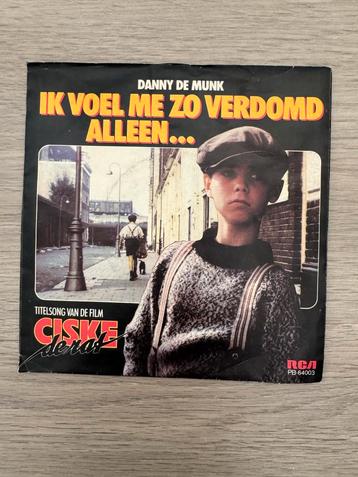 DANNY DE MUNK
IK VOEL ME ZO VERDOMD
ALLEEN...
TITELSONG VAN DE FILM
CISKE
de rat
RCA
PB-64003